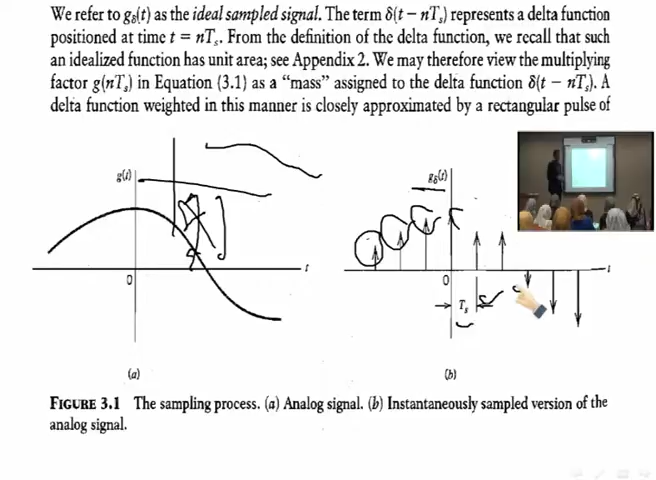 We refer to gδ(t) as the ideal sampled signal. The term δ(t − nTs) represents a delta function
positioned at time t = nTs. From the definition of the delta function, we recall that such
an idealized function has unit area; see Appendix 2. We may therefore view the multiplying
factor g(nTs) in Equation (3.1) as a “mass” assigned to the delta function δ(t − nTs). A
delta function weighted in this manner is closely approximated by a rectangular pulse of
g(t)
gδ(t)
t
t
0
0
Ts
(a)
(b)
FIGURE 3.1 The sampling process. (a) Analog signal. (b) Instantaneously sampled version of the
analog signal.